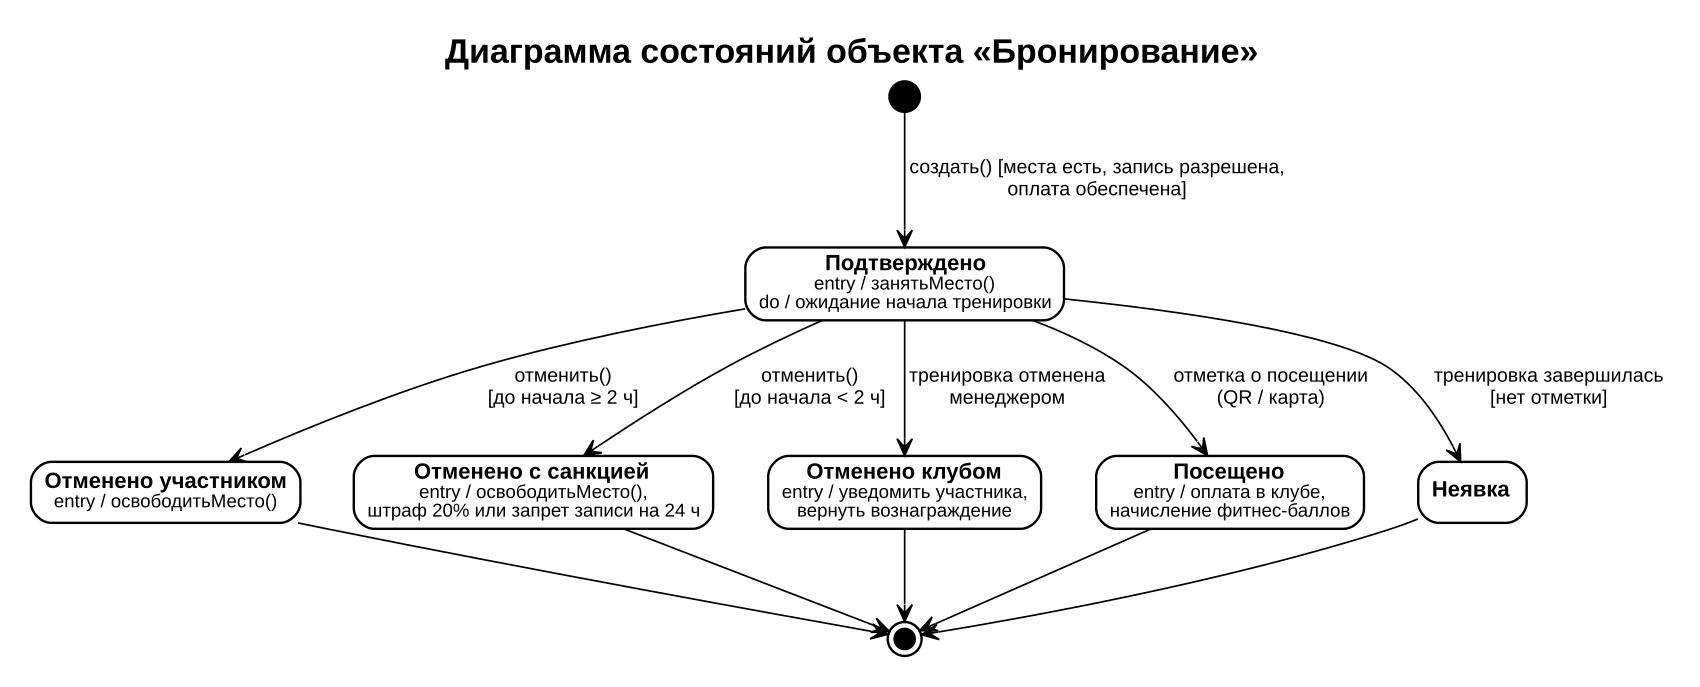 Диаграмма состояний объекта «Бронирование»
создать() [места есть, запись разрешена,
оплата обеспечена]
Подтверждено
entry / занятьМесто()
do / ожидание начала тренировки
отменить()
[до начала ≥ 2 ч]
отменить()
[до начала < 2 ч]
тренировка отменена
менеджером
отметка о посещении
(QR / карта)
тренировка завершилась
[нет отметки]
Отменено участником
entry / освободитьМесто()
Отменено с санкцией
entry / освободитьМесто(),
штраф 20% или запрет записи на 24 ч
Отменено клубом
entry / уведомить участника,
вернуть вознаграждение
Посещено
entry / оплата в клубе,
начисление фитнес-баллов
Неявка